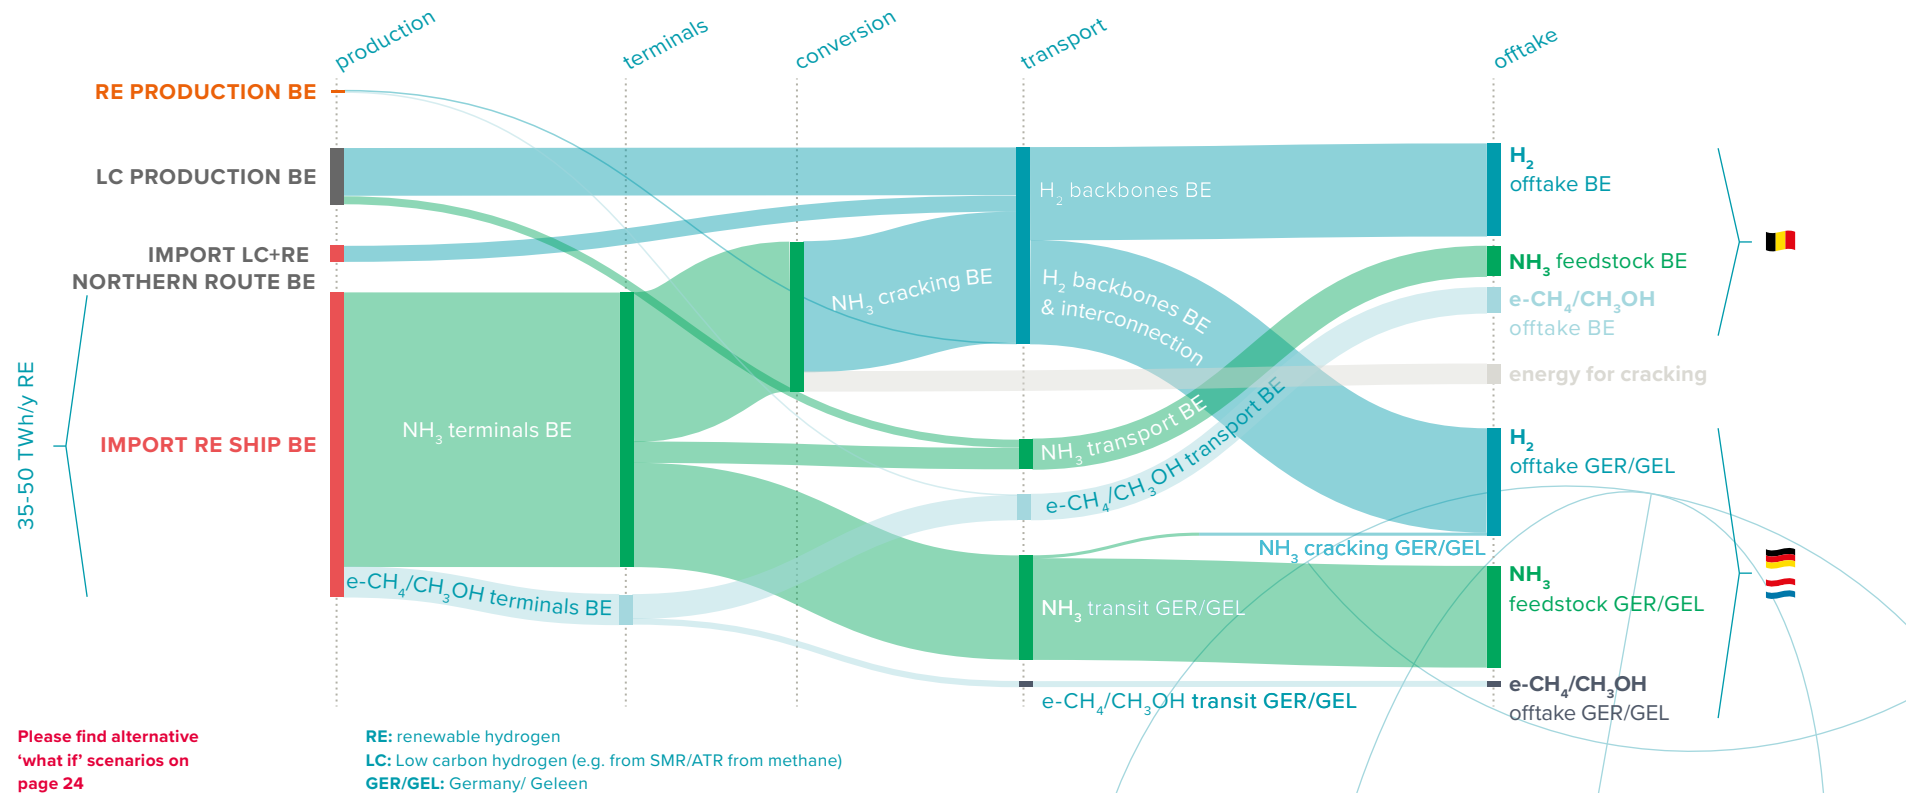 production
terminals
conversion
transport
offtake
RE PRODUCTION BE
LC PRODUCTION BE
IMPORT LC+RE
NORTHERN ROUTE BE
35-50 TWh/y RE
IMPORT RE SHIP BE
NH3 terminals BE
e-CH4/CH3OH terminals BE
NH3 cracking BE
H2 backbones BE
H2 backbones BE
& interconnection
NH3 transport BE
e-CH4/CH3OH transport BE
NH3 cracking GER/GEL
NH3 transit GER/GEL
e-CH4/CH3OH transit GER/GEL
H2
offtake BE
NH3 feedstock BE
e-CH4/CH3OH
offtake BE
energy for cracking
H2
offtake GER/GEL
NH3
feedstock GER/GEL
e-CH4/CH3OH
offtake GER/GEL
Please find alternative
‘what if’ scenarios on
page 24
RE: renewable hydrogen
LC: Low carbon hydrogen (e.g. from SMR/ATR from methane)
GER/GEL: Germany/ Geleen